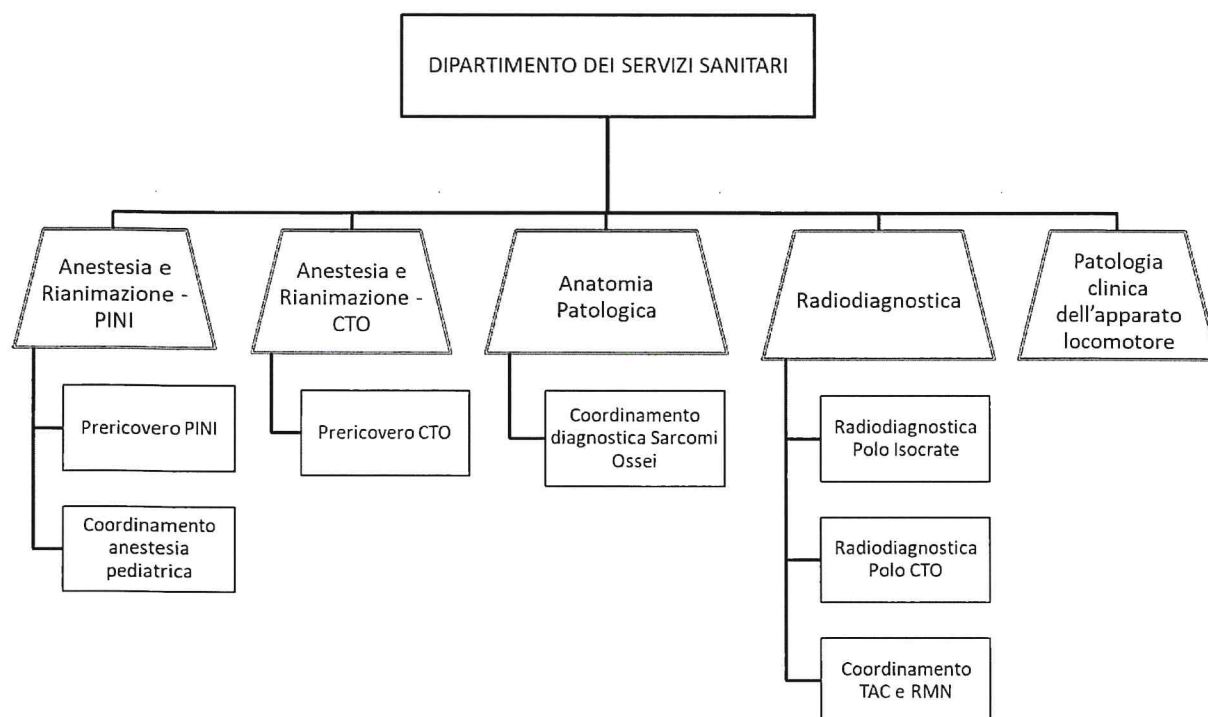 DIPARTIMENTO DEI SERVIZI SANITARI
Anestesia e
Rianimazione -
PINI
Anestesia e
Rianimazione -
CTO
Anatomia
Patologica
Radiodiagnostica
Patologia
clinica
dell'apparato
locomotore
Prericovero PINI
Coordinamento
anestesia
pediatrica
Prericovero CTO
Coordinamento
diagnostica Sarcomi
Ossei
Radiodiagnostica
Polo Isocrate
Radiodiagnostica
Polo CTO
Coordinamento
TAC e RMN